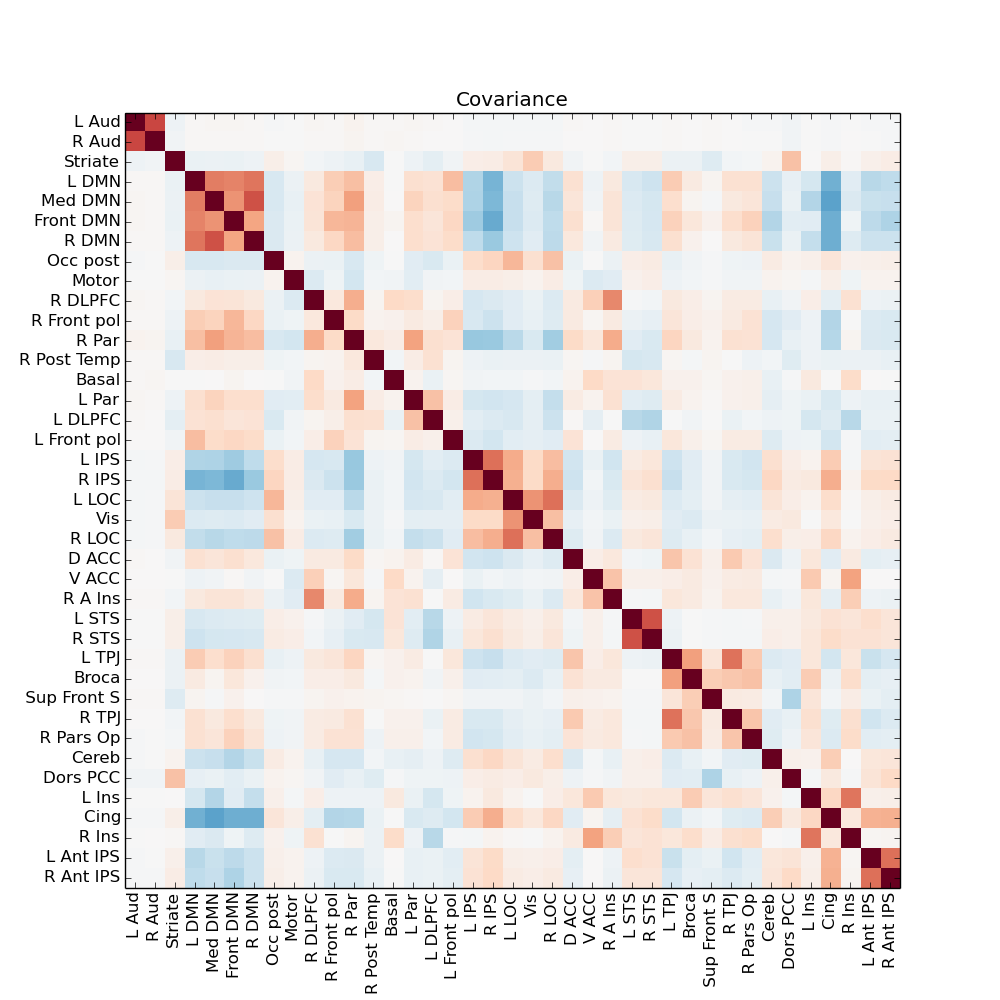 Covariance
L Aud
R Aud
Striate
L DMN
Med DMN
Front DMN
R DMN
Occ post
Motor
R DLPFC
R Front pol
R Par
R Post Temp
Basal
L Par
L DLPFC
L Front pol
L IPS
R IPS
L LOC
Vis
R LOC
D ACC
V ACC
R A Ins
L STS
R STS
L TPJ
Broca
Sup Front S
R TPJ
R Pars Op
Cereb
Dors PCC
L Ins
Cing
R Ins
L Ant IPS
R Ant IPS
L Aud
R Aud
Striate
L DMN
Med DMN
Front DMN
R DMN
Occ post
Motor
R DLPFC
R Front pol
R Par
R Post Temp
Basal
L Par
L DLPFC
L Front pol
L IPS
R IPS
L LOC
Vis
R LOC
D ACC
V ACC
R A Ins
L STS
R STS
L TPJ
Broca
Sup Front S
R TPJ
R Pars Op
Cereb
Dors PCC
L Ins
Cing
R Ins
L Ant IPS
R Ant IPS